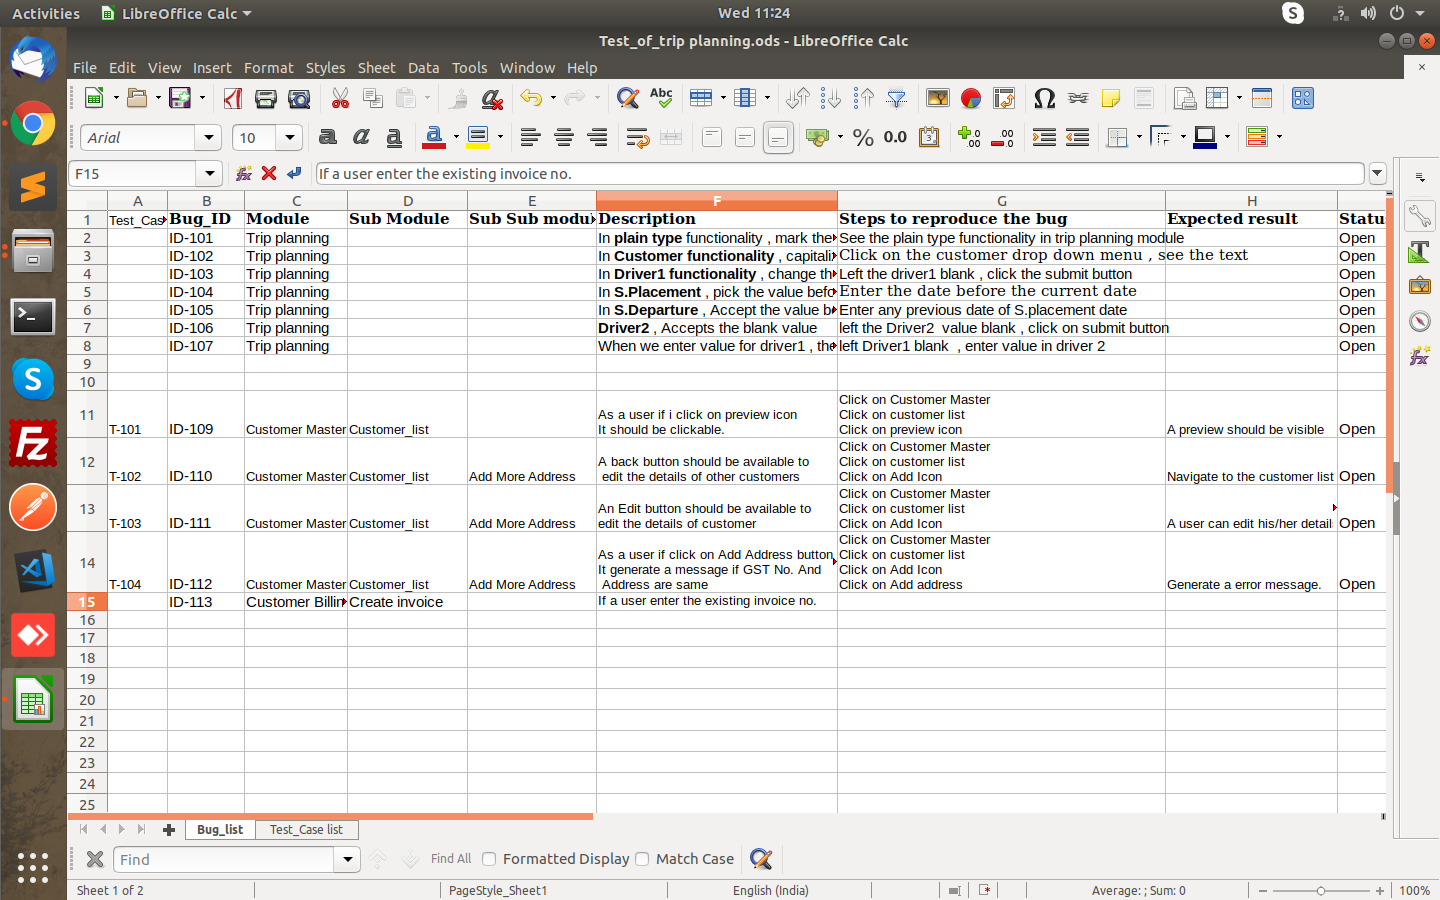 Activities LibreOffice Calc Wed 11:24
Test_of_trip planning.ods - LibreOffice Calc
File Edit View Insert Format Styles Sheet Data Tools Window Help
Arial 10
F15 If a user enter the existing invoice no.
A B C D E F G H
1 Test_Cas Bug_ID Module Sub Module Sub Sub modu Description Steps to reproduce the bug Expected result Statu
2 ID-101 Trip planning In plain type functionality , mark the See the plain type functionality in trip planning module Open
3 ID-102 Trip planning In Customer functionality , capitali Click on the customer drop down menu , see the text Open
4 ID-103 Trip planning In Driver1 functionality , change th Left the driver1 blank , click the submit button Open
5 ID-104 Trip planning In S.Placement , pick the value befo Enter the date before the current date Open
6 ID-105 Trip planning In S.Departure , Accept the value b Enter any previous date of S.placement date Open
7 ID-106 Trip planning Driver2 , Accepts the blank value left the Driver2 value blank , click on submit button Open
8 ID-107 Trip planning When we enter value for driver1 , the left Driver1 blank , enter value in driver 2 Open
9
10
Click on Customer Master
11 As a user if i click on preview icon Click on customer list
T-101 ID-109 Customer Master Customer_list It should be clickable. Click on preview icon A preview should be visible Open
Click on Customer Master
12 A back button should be available to Click on customer list
T-102 ID-110 Customer Master Customer_list Add More Address edit the details of other customers Click on Add Icon Navigate to the customer list Open
Click on Customer Master
13 An Edit button should be available to Click on customer list
T-103 ID-111 Customer Master Customer_list Add More Address edit the details of customer Click on Add Icon A user can edit his/her detail Open
Click on Customer Master
14 As a user if click on Add Address button Click on customer list
It generate a message if GST No. And Click on Add Icon
T-104 ID-112 Customer Master Customer_list Add More Address Address are same Click on Add address Generate a error message. Open
15 ID-113 Customer Billin Create invoice If a user enter the existing invoice no.
16
17
18
19
20
21
22
23
24
25
Bug_list Test_Case list
Find Find All Formatted Display Match Case
Sheet 1 of 2 PageStyle_Sheet1 English (India) Average: ; Sum: 0 100%